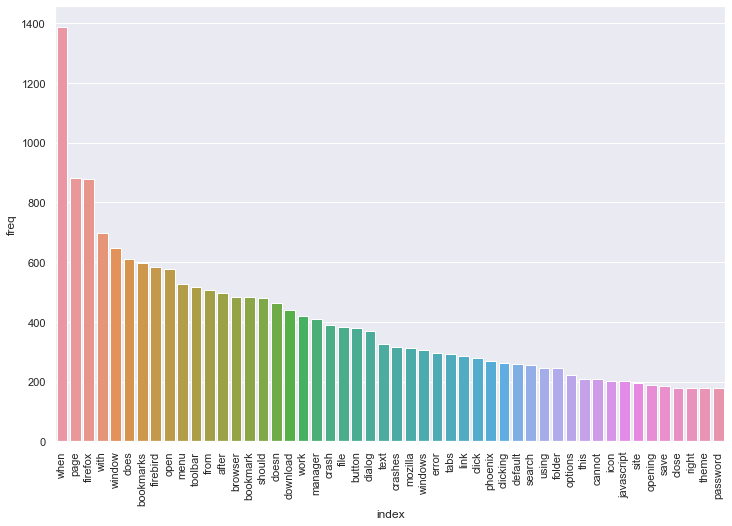 1400
1200
1000
800
600
400
200
0
freq
when
page
firefox
with
window
does
bookmarks
firebird
open
menu
toolbar
from
after
browser
bookmark
should
doesn
download
work
manager
crash
file
button
dialog
text
crashes
mozilla
windows
error
tabs
link
click
phoenix
clicking
default
search
using
folder
options
this
cannot
icon
javascript
site
opening
save
close
right
theme
password
index